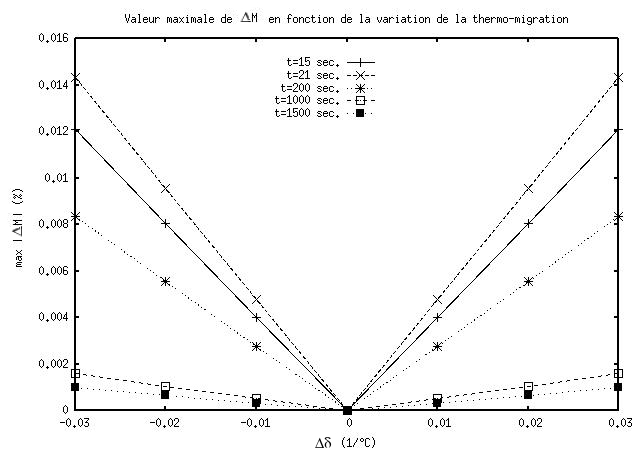 Valeur maximale de ΔM en fonction de la variation de la thermo-migration
0.016
0.014
0.012
0.01
0.008
0.006
0.004
0.002
0
max |ΔM| (%)
t=15 sec.
t=21 sec.
t=200 sec.
t=1000 sec.
t=1500 sec.
-0.03 -0.02 -0.01 0 0.01 0.02 0.03
Δδ (1/°C)